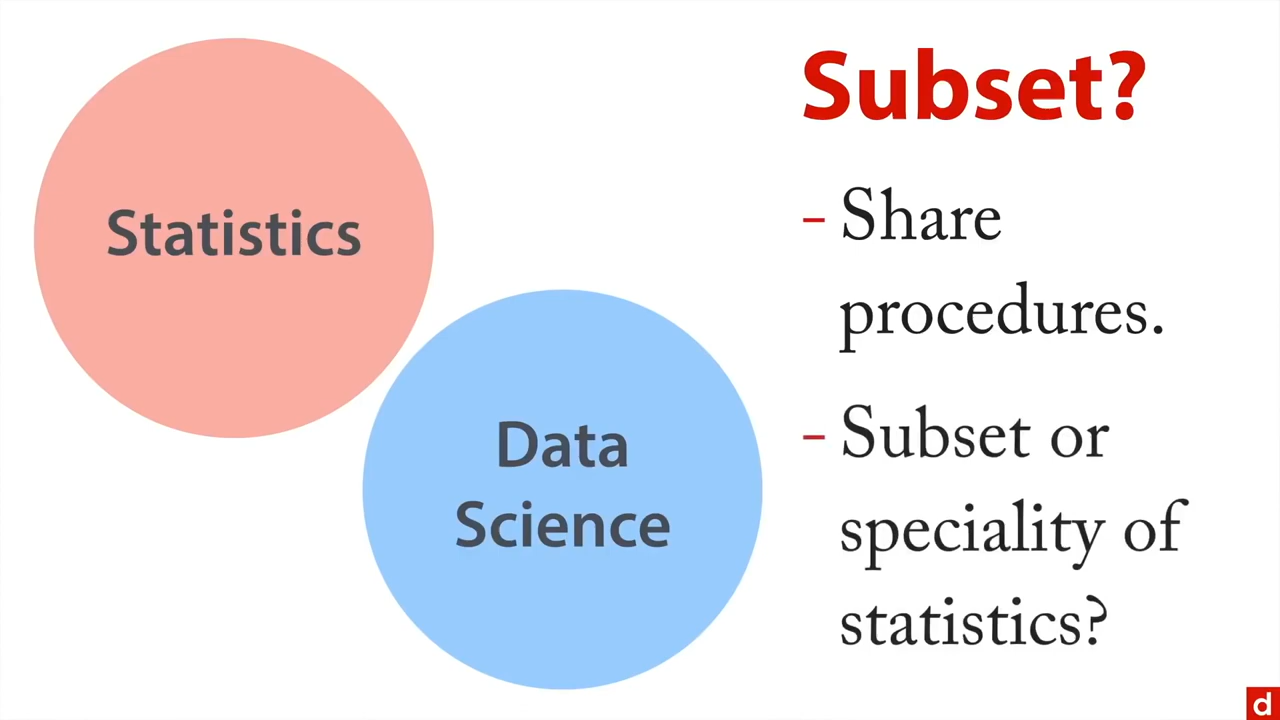 Statistics
Data
Science
Subset?
- Share
procedures.
- Subset or
speciality of
statistics?
d